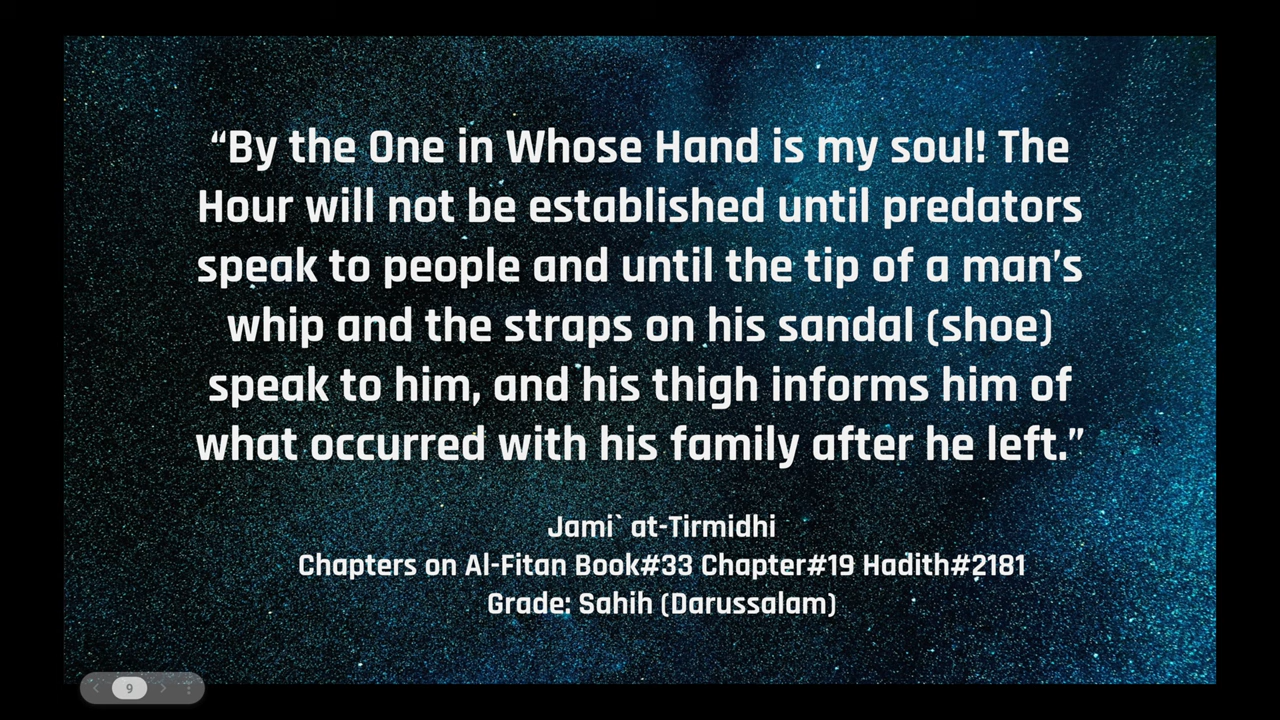 “By the One in Whose Hand is my soul! The
Hour will not be established until predators
speak to people and until the tip of a man’s
whip and the straps on his sandal (shoe)
speak to him, and his thigh informs him of
what occurred with his family after he left.”
Jami` at-Tirmidhi
Chapters on Al-Fitan Book#33 Chapter#19 Hadith#2181
Grade: Sahih (Darussalam)
9